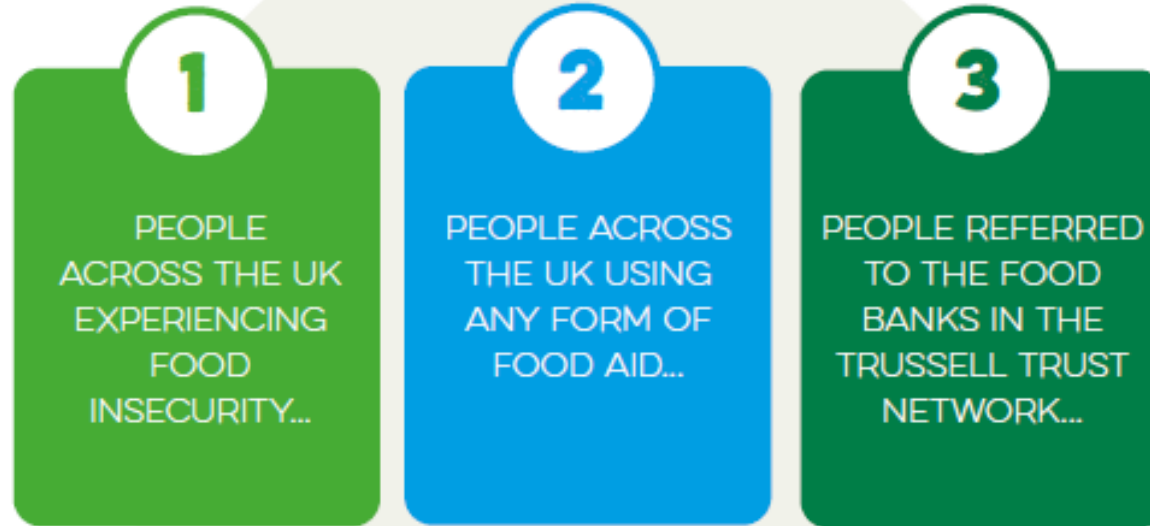 1
PEOPLE
ACROSS THE UK
EXPERIENCING
FOOD
INSECURITY...
2
PEOPLE ACROSS
THE UK USING
ANY FORM OF
FOOD AID...
3
PEOPLE REFERRED
TO THE FOOD
BANKS IN THE
TRUSSELL TRUST
NETWORK...